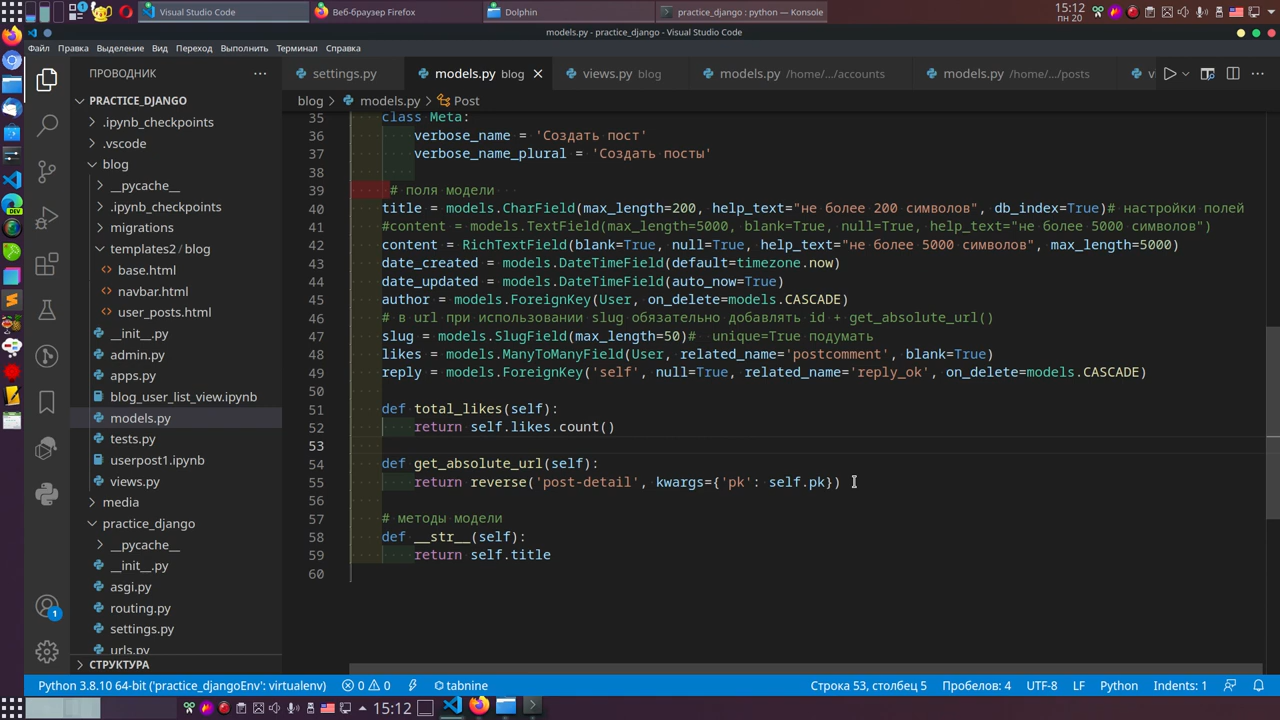 Visual Studio Code
Веб-браузер Firefox
Dolphin
practice_django : python — Konsole
15:12
пн 20
models.py - practice_django - Visual Studio Code
Файл Правка Выделение Вид Переход Выполнить Терминал Справка
ПРОВОДНИК
settings.py
models.py blog
views.py blog
models.py /home/.../accounts
models.py /home/.../posts
v
PRACTICE_DJANGO
blog > models.py > Post
.ipynb_checkpoints
.vscode
blog
__pycache__
.ipynb_checkpoints
migrations
templates2 / blog
base.html
navbar.html
user_posts.html
__init__.py
admin.py
apps.py
blog_user_list_view.ipynb
models.py
tests.py
userpost1.ipynb
views.py
media
practice_django
__pycache__
__init__.py
asgi.py
routing.py
settings.py
urls.py
СТРУКТУРА
35 class Meta:
36 verbose_name = 'Создать пост'
37 verbose_name_plural = 'Создать посты'
38
39 # поля модели
40 title = models.CharField(max_length=200, help_text="не более 200 символов", db_index=True)# настройки полей
41 #content = models.TextField(max_length=5000, blank=True, null=True, help_text="не более 5000 символов")
42 content = RichTextField(blank=True, null=True, help_text="не более 5000 символов", max_length=5000)
43 date_created = models.DateTimeField(default=timezone.now)
44 date_updated = models.DateTimeField(auto_now=True)
45 author = models.ForeignKey(User, on_delete=models.CASCADE)
46 # в url при использовании slug обязательно добавлять id + get_absolute_url()
47 slug = models.SlugField(max_length=50)# unique=True подумать
48 likes = models.ManyToManyField(User, related_name='postcomment', blank=True)
49 reply = models.ForeignKey('self', null=True, related_name='reply_ok', on_delete=models.CASCADE)
50
51 def total_likes(self):
52 return self.likes.count()
53
54 def get_absolute_url(self):
55 return reverse('post-detail', kwargs={'pk': self.pk})
56
57 # методы модели
58 def __str__(self):
59 return self.title
60
1
Python 3.8.10 64-bit ('practice_djangoEnv': virtualenv)
0
0
tabnine
Строка 53, столбец 5
Пробелов: 4
UTF-8
LF
Python
Indents: 1
15:12
DEV